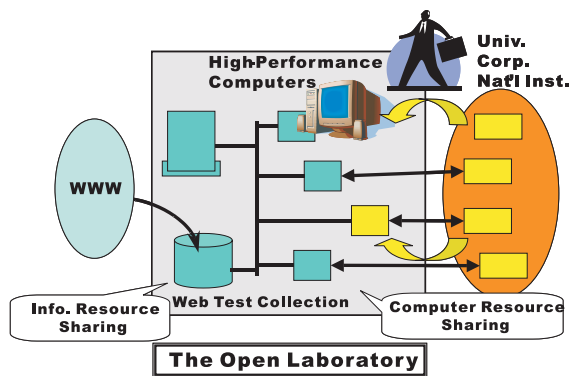 High-Performance
Computers
Univ.
Corp.
Nat'l Inst.
WWW
Web Test Collection
Info. Resource
Sharing
Computer Resource
Sharing
The Open Laboratory